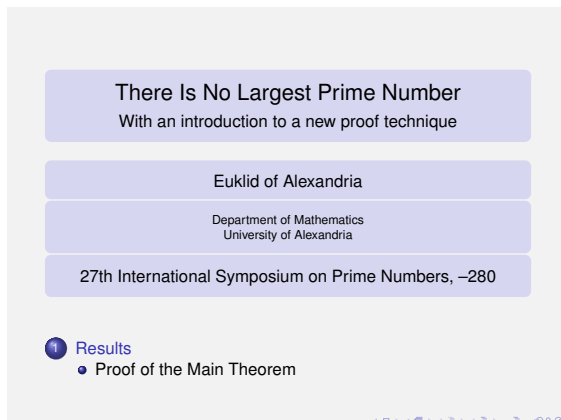 There Is No Largest Prime Number
With an introduction to a new proof technique
Euklid of Alexandria
Department of Mathematics
University of Alexandria
27th International Symposium on Prime Numbers, –280
1 Results
Proof of the Main Theorem